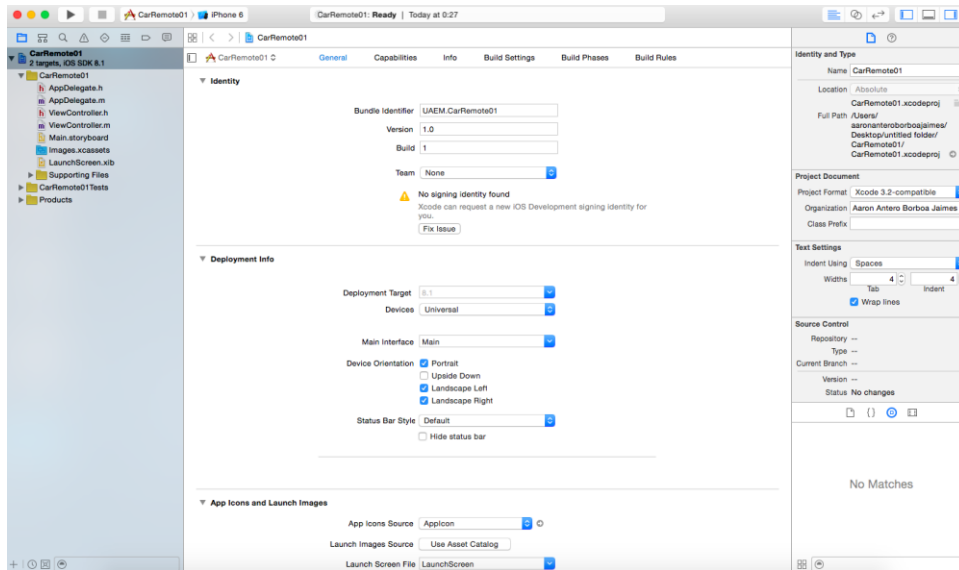 CarRemote01 iPhone 6
CarRemote01: Ready | Today at 0:27
CarRemote01
2 targets, iOS SDK 8.1
CarRemote01
h AppDelegate.h
m AppDelegate.m
h ViewController.h
m ViewController.m
Main.storyboard
Images.xcassets
LaunchScreen.xib
Supporting Files
CarRemote01Tests
Products
CarRemote01
CarRemote01
General Capabilities Info Build Settings Build Phases Build Rules
Identity
Bundle Identifier UAEM.CarRemote01
Version 1.0
Build 1
Team None
No signing identity found
Xcode can request a new iOS Development signing identity for
you.
Fix Issue
Deployment Info
Deployment Target 8.1
Devices Universal
Main Interface Main
Device Orientation Portrait
Upside Down
Landscape Left
Landscape Right
Status Bar Style Default
Hide status bar
App Icons and Launch Images
App Icons Source AppIcon
Launch Images Source Use Asset Catalog
Launch Screen File LaunchScreen
Identity and Type
Name CarRemote01
Location Absolute
CarRemote01.xcodeproj
Full Path /Users/
aaronanteroborboajaimes/
Desktop/untitled folder/
CarRemote01/
CarRemote01.xcodeproj
Project Document
Project Format Xcode 3.2-compatible
Organization Aaron Antero Borboa Jaimes
Class Prefix
Text Settings
Indent Using Spaces
Widths 4 4
Tab Indent
Wrap lines
Source Control
Repository --
Type --
Current Branch --
Version --
Status No changes
No Matches